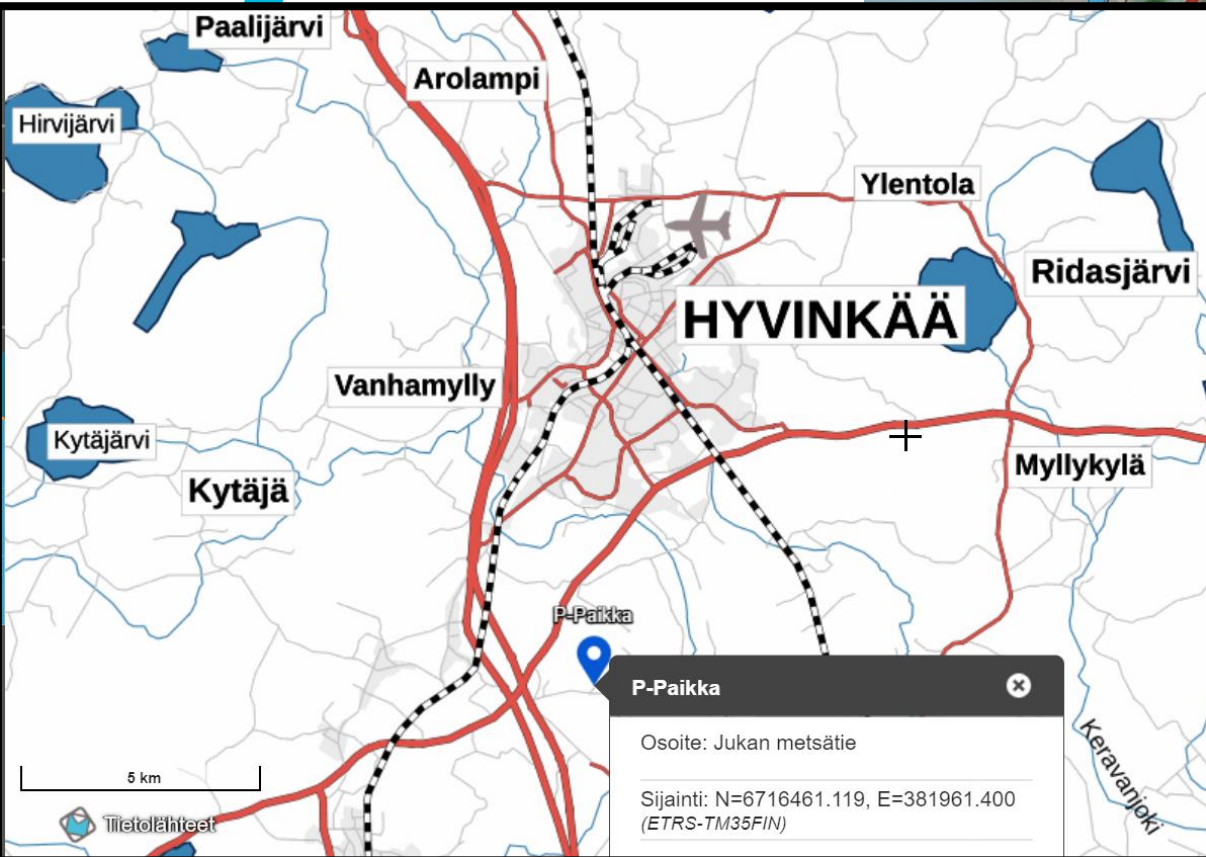 Paalijärvi
Arolampi
Hirvijärvi
Ylentola
Ridasjärvi
HYVINKÄÄ
Vanhamylly
Kytäjärvi
Kytäjä
Myllykylä
P-Paikka
P-Paikka
Osoite: Jukan metsätie
Sijainti: N=6716461.119, E=381961.400
(ETRS-TM35FIN)
Keravanjoki
5 km
Tietolähteet